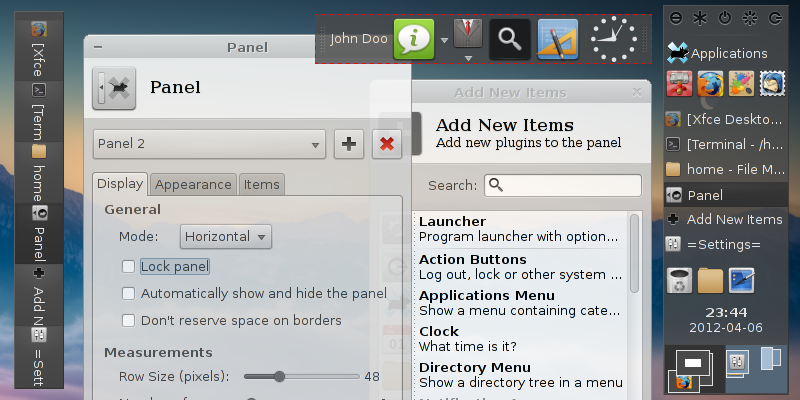 [Xfce
[Term
home
Panel
Add N
=Sett
Panel
Panel
Panel 2
Display
Appearance
Items
General
Mode:
Horizontal
Lock panel
Automatically show and hide the panel
Don't reserve space on borders
Measurements
Row Size (pixels):
48
John Doo
Add New Items
Add New Items
Add new plugins to the panel
Search:
Launcher
Program launcher with option...
Action Buttons
Log out, lock or other system ...
Applications Menu
Show a menu containing cate...
Clock
What time is it?
Directory Menu
Show a directory tree in a menu
Applications
[Xfce Deskto...
[Terminal - /h...
home - File M...
Panel
Add New Items
=Settings=
23:44
2012-04-06